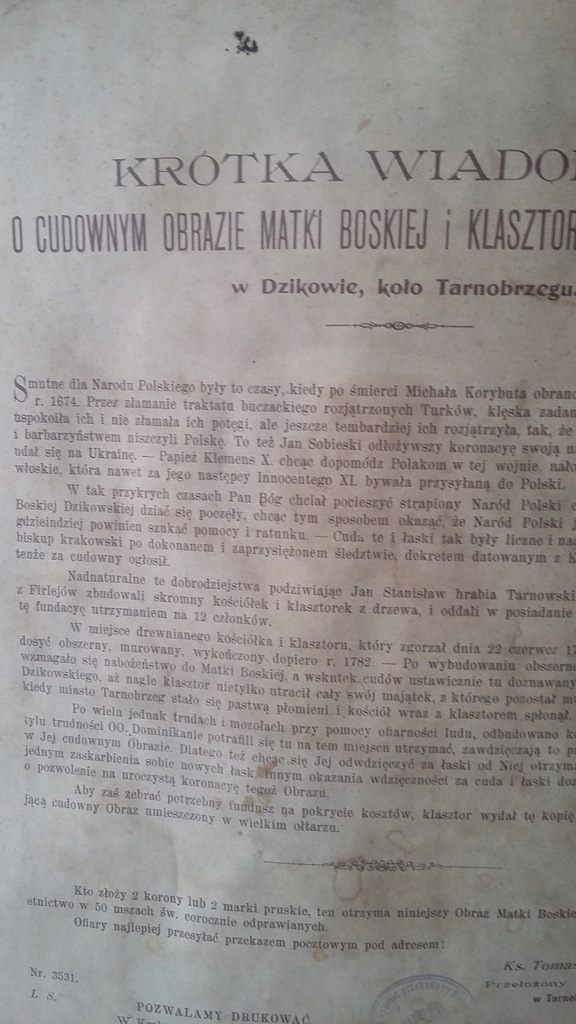 KRÓTKA WIADO
O CUDOWNYM OBRAZIE MATKI BOSKIEJ i KLASZTOR
w Dzikowie, koło Tarnobrzegu.
Smutne dla Narodu Polskiego były to czasy, kiedy po śmierci Michała Korybuta obrano
r. 1674. Przez złamanie traktatu buczackiego rozjątrzonych Turków, klęska zadan
uspokoiła ich i nie złamała ich potęgi, ale jeszcze tembardziej ich rozjątrzyła, tak, że
i barbarzyństwem niszczyli Polskę. To też Jan Sobieski odłożywszy koronacyę swoją n
udał się na Ukrainę. — Papież Klemens X. chcąc dopomódz Polakom w tej wojnie, nało
włoskie, która nawet za jego następcy Innocentego XI. bywała przysyłaną do Polski.
W tak przykrych czasach Pan Bóg chciał pocieszyć strapiony Naród Polski
Boskiej Dzikowskiej dziać się poczęły, chcąc tym sposobem okazać, że Naród Polski
gdzieindziej powinien szukać pomocy i ratunku — Cuda te i łaski tak były liczne i na
biskup krakowski po dokonanem i zaprzysiężonem śledztwie, dekretem datowanym z K
tenże za cudowny ogłosił.
Nadnaturalne te dobrodziejstwa podziwiając Jan Stanisław hrabia Tarnowski
z Firlejów zbudowali skromny kościółek i klasztorek z drzewa, i oddali w posiadanie
tę fundacyę utrzymaniem na 12 członków.
W miejsce drewnianego kościółka i klasztoru, który zgorzał dnia 22 czerwec 17
dosyć obszerny, murowany, wykończony dopiero r. 1782. — Po wybudowaniu obszerne
wzmagało się nabożeństwo do Matki Boskiej, a wskutek cudów ustawicznie tu doznawany
Dzikowskiego, aż nagle klasztor nietylko utracił cały swój majątek, z którego pozostał m
kiedy miasto Tarnobrzeg stało się pastwą płomieni i kościół wraz z klasztorem spłonął.
Po wielu jednak trudach i mozołach przy pomocy ofiarności ludu, odbudowano k
tylu trudności OO. Dominikanie potrafili się tu na tem miejscu utrzymać, zawdzięczają to p
w Jej cudownym Obrazie. Dlatego też chcąc się Jej odwdzięczyć za łaski od Niej otrzyma
jednym zaskarbienia sobie nowych łask, innym okazania wdzięczności za cuda i łaski doz
o pozwolenie na uroczystą koronacyę tegoż Obrazu.
Aby zaś zebrać potrzebny fundusz na pokrycie kosztów, klasztor wydał tę kopię
jącą cudowny Obraz umieszczony w wielkim ołtarzu.
Kto złoży 2 korony lub 2 marki pruskie, ten otrzyma niniejszy Obraz Matki Boskie
stnictwo w 50 mszach św. corocznie odprawianych.
Ofiary najlepiej przesyłać przekazem pocztowym pod adresem:
Ks. Tomas
Przełożony
w Tarno
Nr. 3531.
L. S.
POZWALAMY DRUKOWAĆ